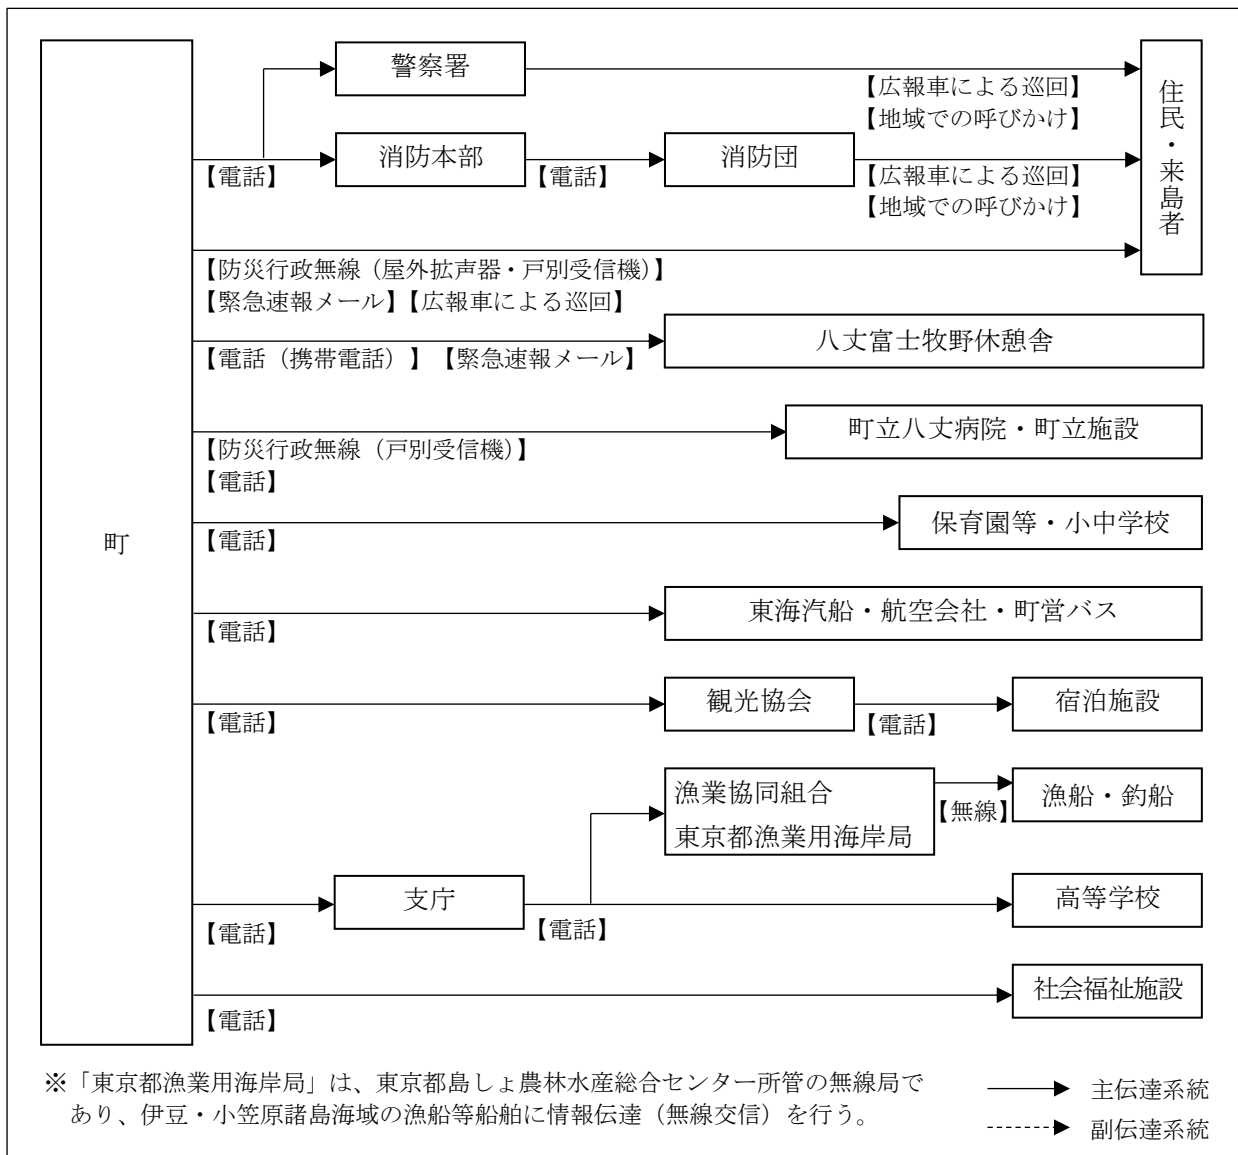 町
警察署
【広報車による巡回】
【地域での呼びかけ】
住民・来島者
【電話】
消防本部
【電話】
消防団
【広報車による巡回】
【地域での呼びかけ】
【防災行政無線（屋外拡声器・戸別受信機）】
【緊急速報メール】【広報車による巡回】
八丈富士牧野休憩舎
【電話（携帯電話）】【緊急速報メール】
町立八丈病院・町立施設
【防災行政無線（戸別受信機）】
【電話】
保育園等・小中学校
【電話】
東海汽船・航空会社・町営バス
【電話】
観光協会
【電話】
宿泊施設
【電話】
漁業協同組合
東京都漁業用海岸局
【無線】
漁船・釣船
支庁
【電話】
【電話】
高等学校
社会福祉施設
【電話】
※「東京都漁業用海岸局」は、東京都島しょ農林水産総合センター所管の無線局で
あり、伊豆・小笠原諸島海域の漁船等船舶に情報伝達（無線交信）を行う。
主伝達系統
副伝達系統